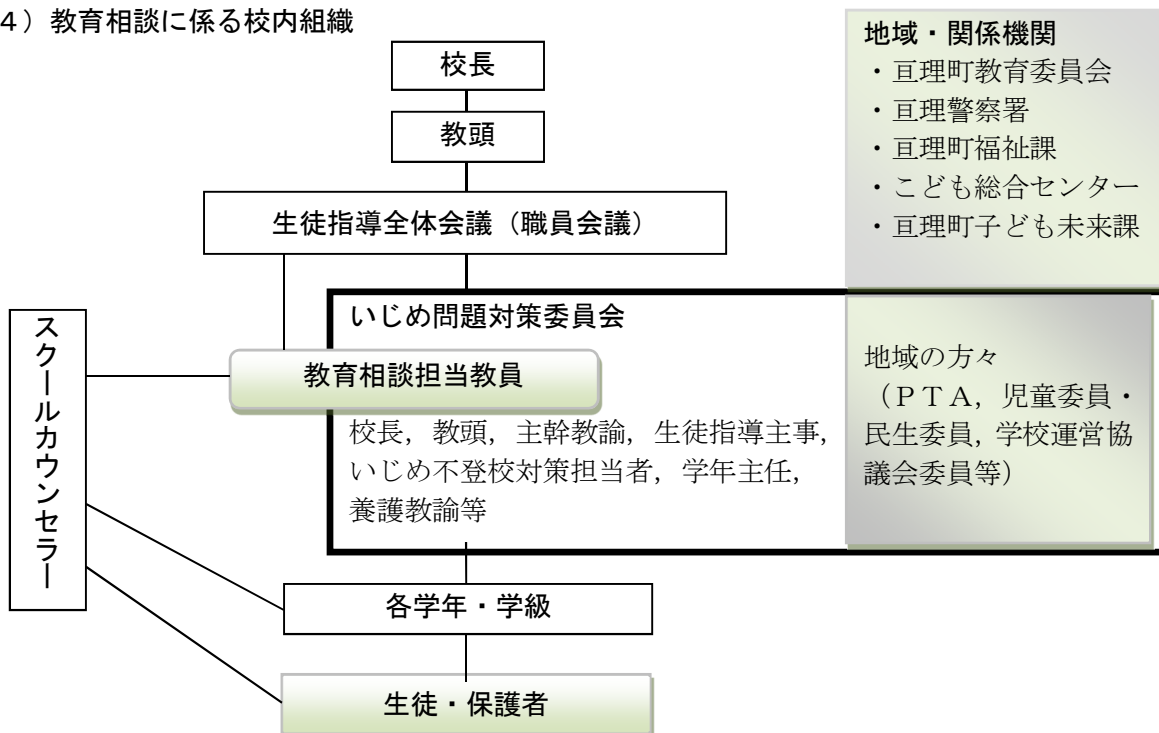 4）教育相談に係る校内組織
校長
教頭
生徒指導全体会議（職員会議）
地域・関係機関
・亘理町教育委員会
・亘理警察署
・亘理町福祉課
・こども総合センター
・亘理町子ども未来課
スクールカウンセラー
いじめ問題対策委員会
教育相談担当教員
校長，教頭，主幹教諭，生徒指導主事，
いじめ不登校対策担当者，学年主任，
養護教諭等
地域の方々
（ＰＴＡ，児童委員・
民生委員，学校運営協
議会委員等）
各学年・学級
生徒・保護者